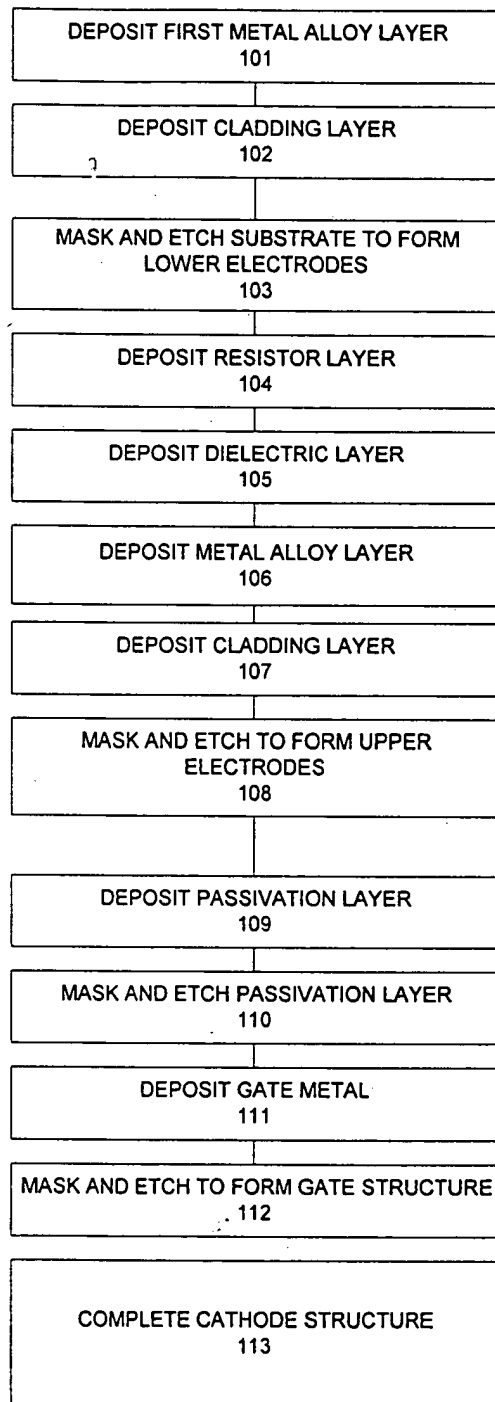 DEPOSIT FIRST METAL ALLOY LAYER
101
DEPOSIT CLADDING LAYER
102
MASK AND ETCH SUBSTRATE TO FORM
LOWER ELECTRODES
103
DEPOSIT RESISTOR LAYER
104
DEPOSIT DIELECTRIC LAYER
105
DEPOSIT METAL ALLOY LAYER
106
DEPOSIT CLADDING LAYER
107
MASK AND ETCH TO FORM UPPER
ELECTRODES
108
DEPOSIT PASSIVATION LAYER
109
MASK AND ETCH PASSIVATION LAYER
110
DEPOSIT GATE METAL
111
MASK AND ETCH TO FORM GATE STRUCTURE
112
COMPLETE CATHODE STRUCTURE
113